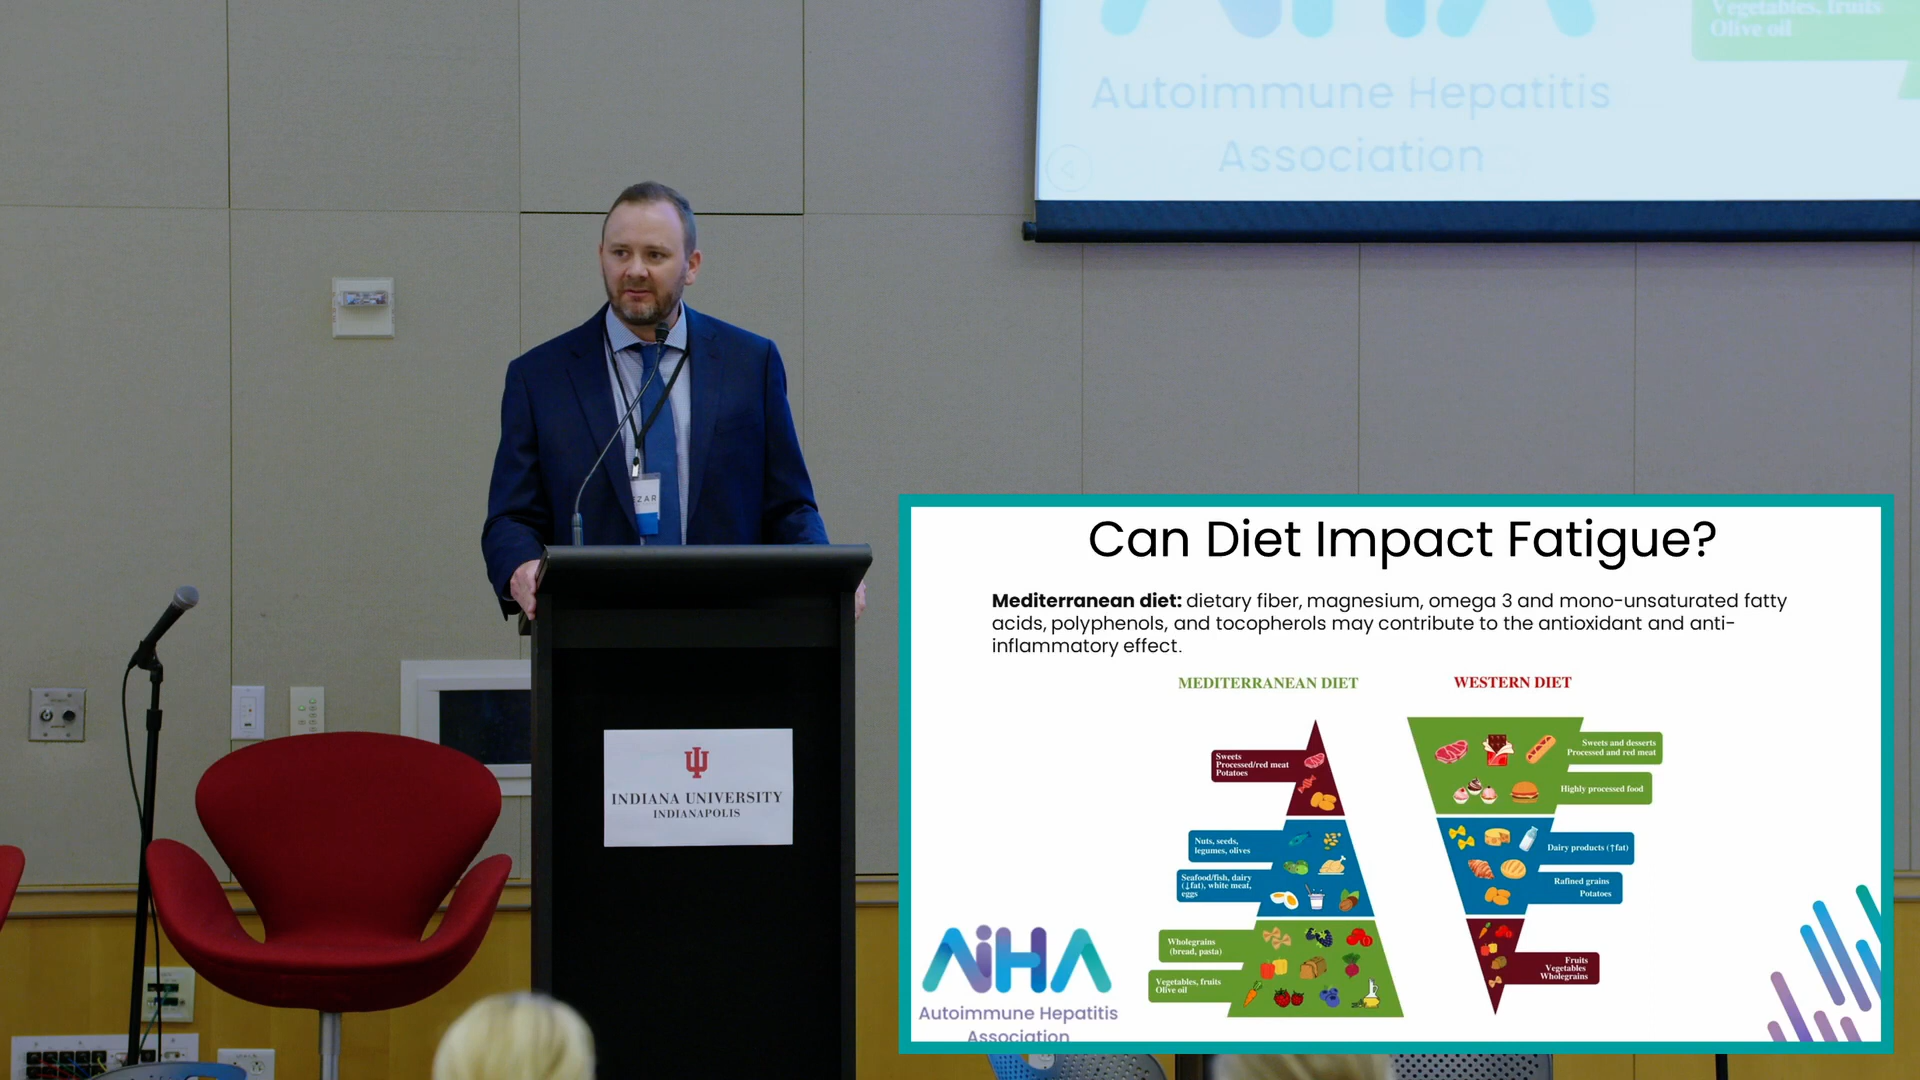 Vegetables, fruits
Olive oil
Autoimmune Hepatitis
Association
INDIANA UNIVERSITY
INDIANAPOLIS
Can Diet Impact Fatigue?
Mediterranean diet: dietary fiber, magnesium, omega 3 and mono-unsaturated fatty
acids, polyphenols, and tocopherols may contribute to the antioxidant and anti-
inflammatory effect.
MEDITERRANEAN DIET
Sweets
Processed/red meat
Potatoes
Nuts, seeds,
legumes, olives
Seafood/fish, dairy
(↓fat), white meat,
eggs
Wholegrains
(bread, pasta)
Vegetables, fruits
Olive oil
WESTERN DIET
Sweets and desserts
Processed and red meat
Highly processed food
Dairy products (↑fat)
Rafined grains
Potatoes
Fruits
Vegetables
Wholegrains
AiHA
Autoimmune Hepatitis
Association